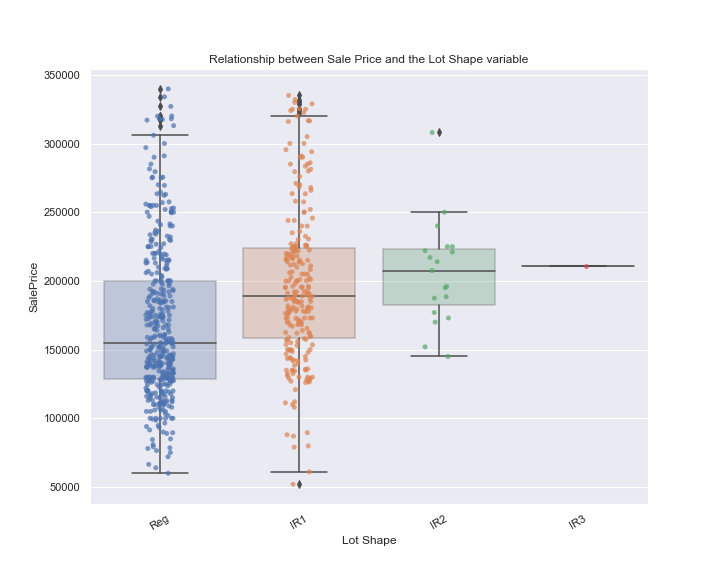 Relationship between Sale Price and the Lot Shape variable
350000
300000
250000
200000
150000
100000
50000
SalePrice
Reg
IR1
IR2
IR3
Lot Shape